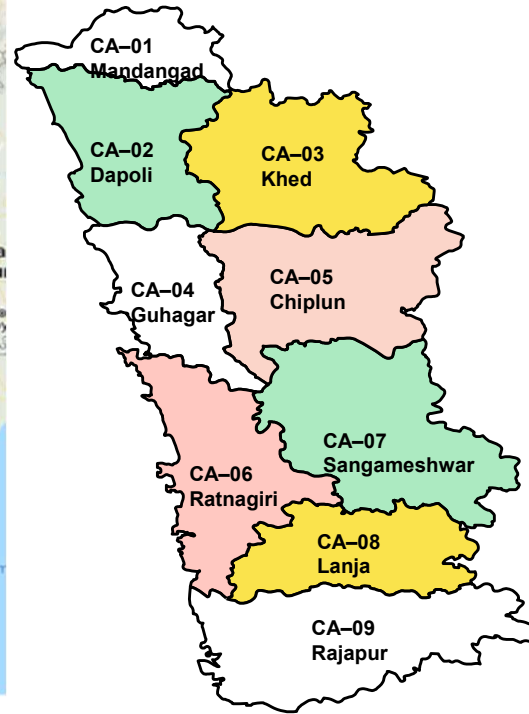 CA–01
Mandangad
CA–02
Dapoli
CA–03
Khed
CA–04
Guhagar
CA–05
Chiplun
CA–06
Ratnagiri
CA–07
Sangameshwar
CA–08
Lanja
CA–09
Rajapur